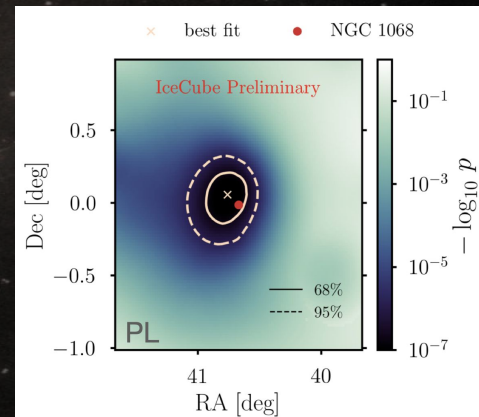 × best fit ● NGC 1068
IceCube Preliminary
0.5
0.0
−0.5
−1.0
Dec [deg]
68%
95%
PL
41
40
RA [deg]
10⁻¹
10⁻³
10⁻⁵
10⁻⁷
− log₁₀ p